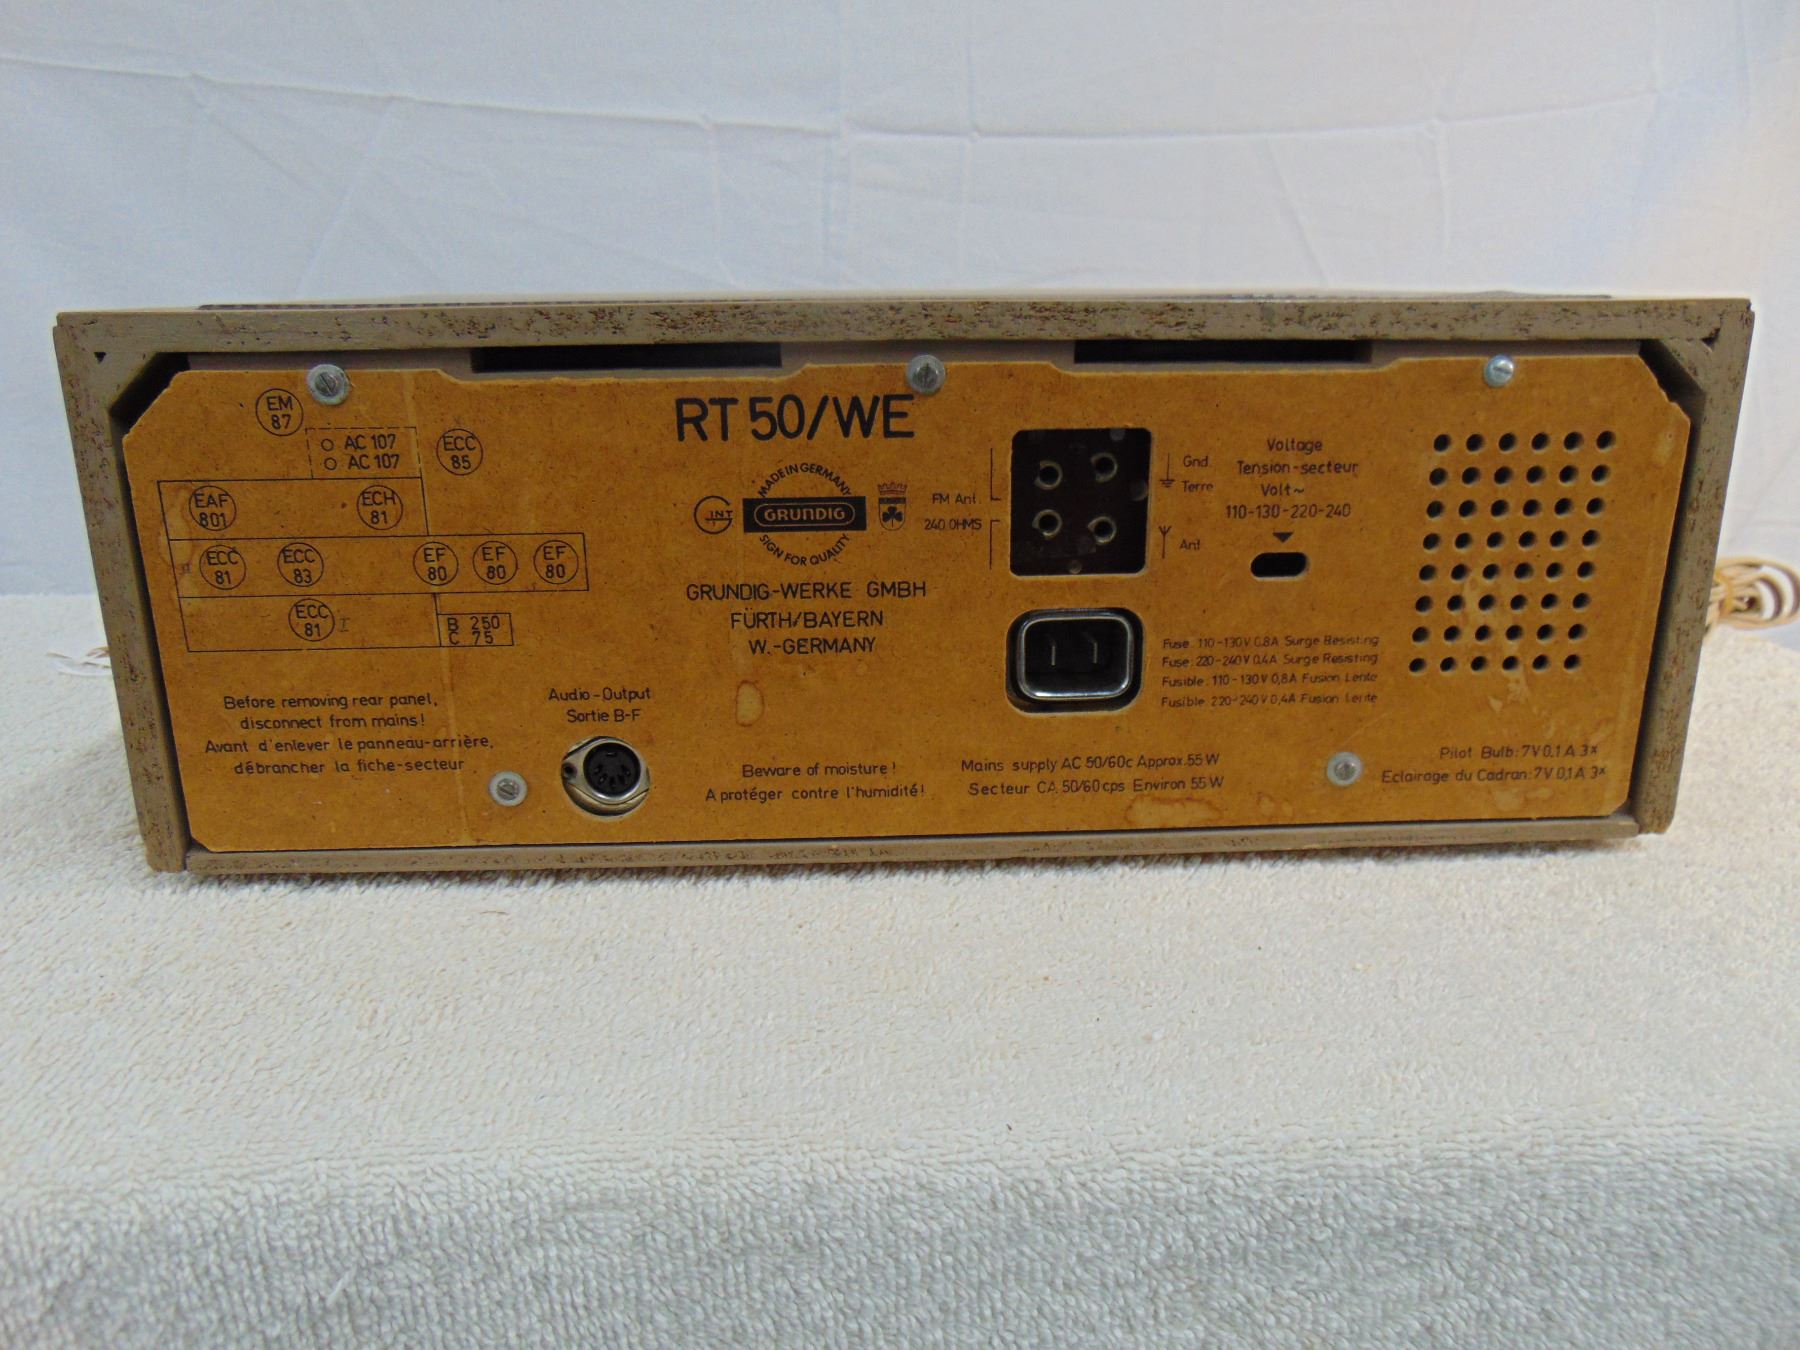 RT 50/WE
EM
87
AC 107
AC 107
ECC
85
EAF
801
ECH
81
ECC
81
ECC
83
EF
80
EF
80
EF
80
ECC
81 I
B 250
C 75
MADE IN GERMANY
INT
GRUNDIG
SIGN FOR QUALITY
GRUNDIG-WERKE GMBH
FÜRTH/BAYERN
W.-GERMANY
FM Ant.
240 OHMS
Gnd.
Terre
Ant
Voltage
Tension-secteur
Volt~
110-130-220-240
Fuse: 110-130V 0.8A Surge Resisting
Fuse: 220-240V 0.4A Surge Resisting
Fusible: 110-130V 0,8A Fusion Lente
Fusible: 220-240V 0,4A Fusion Lente
Before removing rear panel,
disconnect from mains!
Avant d'enlever le panneau-arrière,
débrancher la fiche-secteur
Audio-Output
Sortie B-F
Beware of moisture!
A protéger contre l'humidité!
Mains supply AC 50/60c Approx. 55 W
Secteur CA. 50/60 cps Environ 55 W
Pilot Bulb: 7V 0.1 A 3x
Eclairage du Cadran: 7V 0,1 A 3x